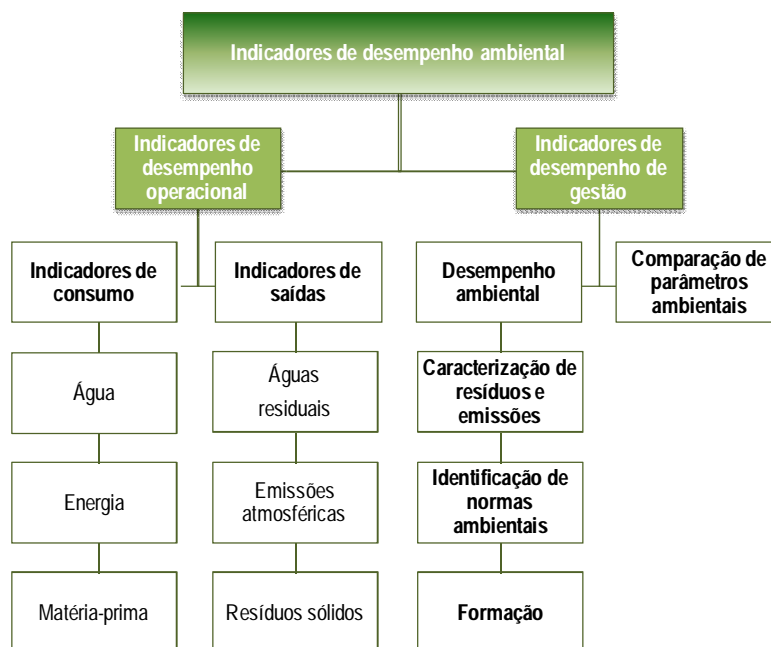 Indicadores de desempenho ambiental
Indicadores de
desempenho
operacional
Indicadores de
desempenho de
gestão
Indicadores de
consumo
Indicadores de
saídas
Desempenho
ambiental
Comparação de
parâmetros
ambientais
Água
Águas
residuais
Caracterização de
resíduos e
emissões
Energia
Emissões
atmosféricas
Identificação de
normas
ambientais
Matéria-prima
Resíduos sólidos
Formação